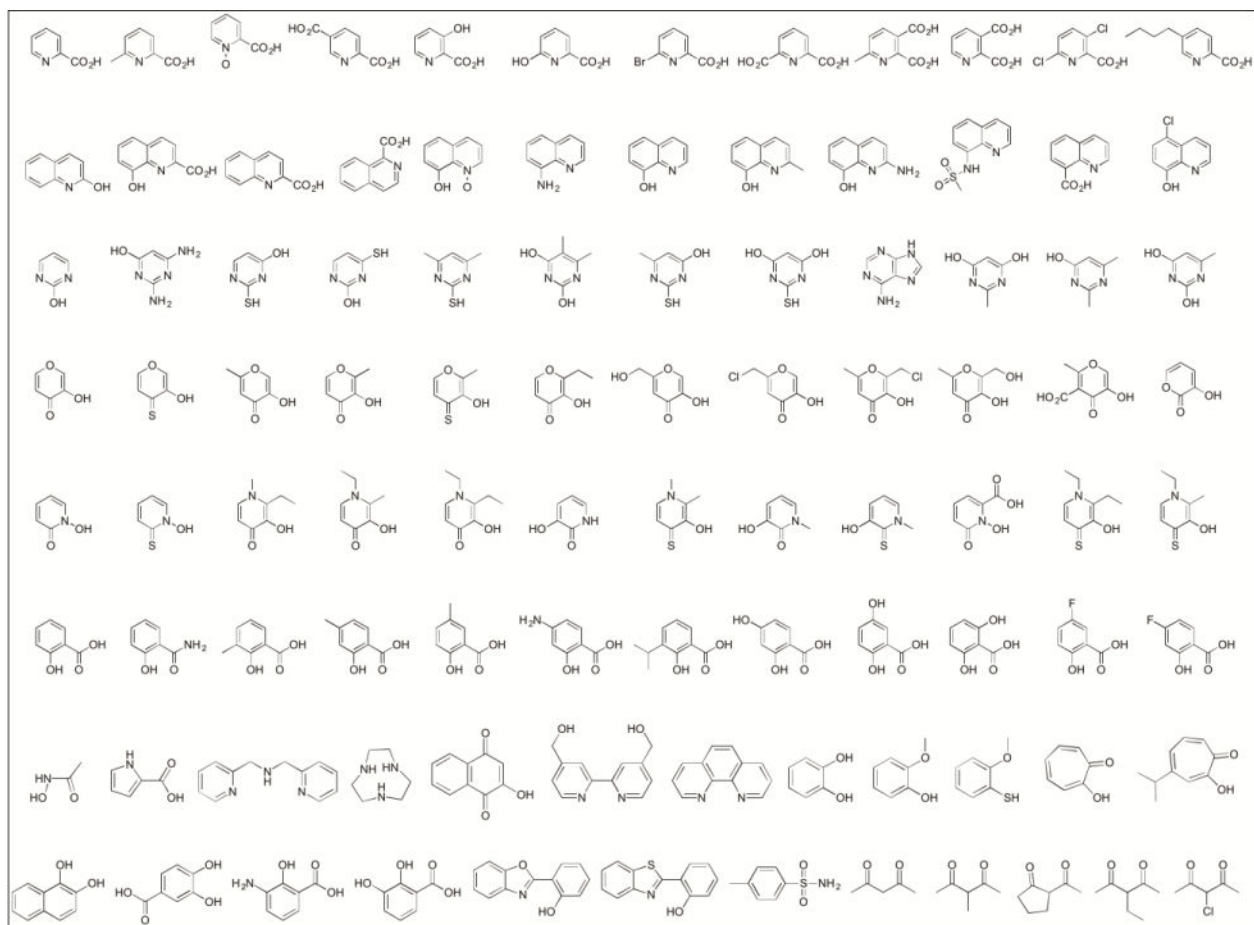 HO₂C OH CO₂H CO₂H Cl
N CO₂H N CO₂H N CO₂H O N CO₂H N CO₂H HO N CO₂H Br N CO₂H HO₂C N CO₂H N CO₂H N CO₂H Cl N CO₂H N CO₂H
CO₂H Cl
N OH N CO₂H OH N CO₂H N N OH O N NH₂ N OH N OH N NH₂ OH N O S O NH N CO₂H N OH
HO NH₂ OH SH HO OH HO OH N H N HO OH HO HO
N N N N N N N N N N N N N N N N N N N N N N N N
OH NH₂ SH OH SH OH SH SH NH₂ OH
O O O O O O HO O Cl O O Cl O OH O O
OH OH OH OH OH OH OH OH OH OH HO₂C OH OH
O S O O S O O O O O O O
N N N N O OH N N
N OH N OH OH OH OH HO NH OH HO N HO N N OH OH OH
O S O O O O S O S O S S
H₂N HO OH OH F F
OH NH₂ OH OH OH OH OH OH OH OH OH OH
OH O OH O OH O OH O OH O OH O OH O OH O OH O OH O OH O OH O
OH HO
H N O O O O O
HN O OH N N H N NH HN N H OH O N N N N OH OH OH SH OH OH
HO O
OH OH OH O OH O O S O O O O O O O O O
OH HO O OH H₂N OH HO OH N HO N HO S NH₂ O Cl